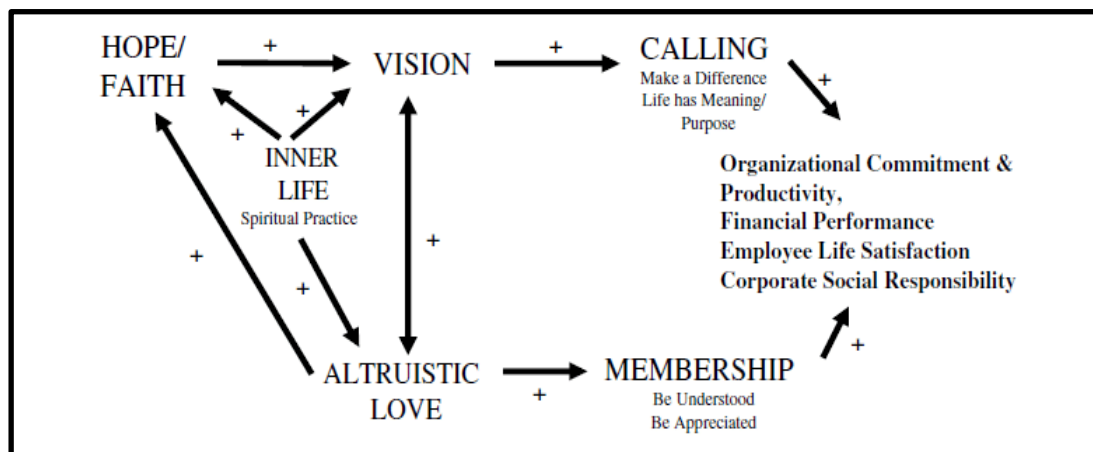 HOPE/
FAITH
+
VISION
+
CALLING
Make a Difference
Life has Meaning/
Purpose
+
+
+
INNER
LIFE
Spiritual Practice
Organizational Commitment &
Productivity,
Financial Performance
Employee Life Satisfaction
Corporate Social Responsibility
+
+
+
ALTRUISTIC
LOVE
+
MEMBERSHIP
Be Understood
Be Appreciated
+